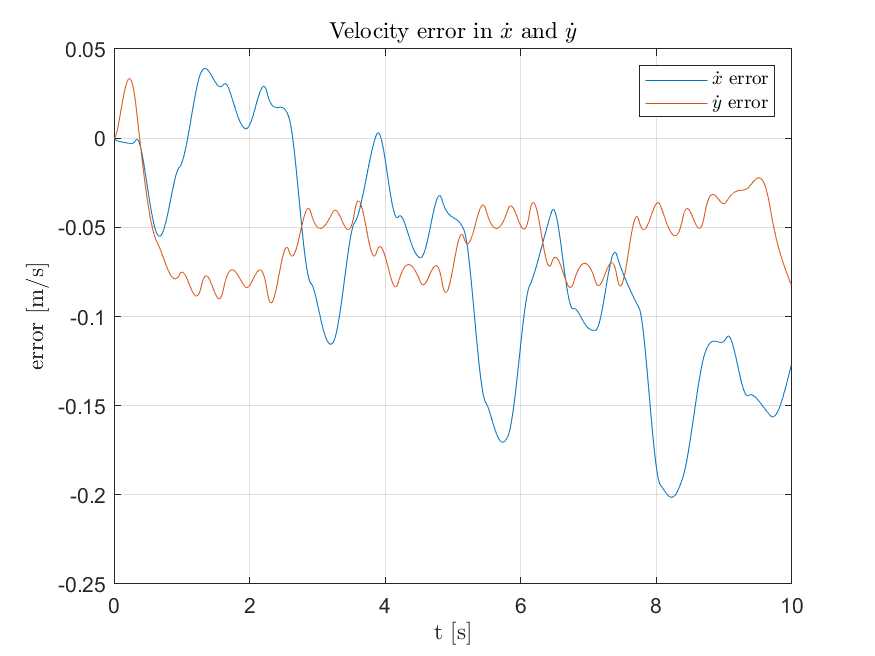 Velocity error in ẋ and ẏ
ẋ error
ẏ error
0.05
0
-0.05
-0.1
-0.15
-0.2
-0.25
error [m/s]
0 2 4 6 8 10
t [s]